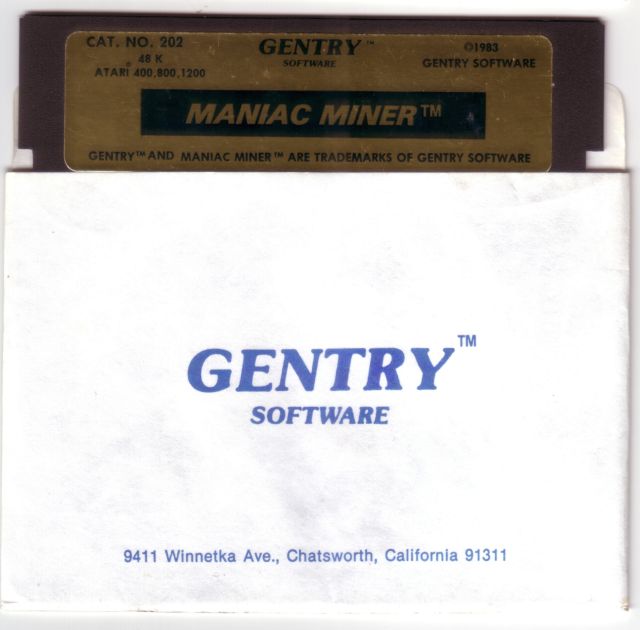 CAT. NO. 202
48 K
ATARI® 400,800,1200
GENTRY™
SOFTWARE
©1983
GENTRY SOFTWARE
MANIAC MINER™
GENTRY™ AND MANIAC MINER™ ARE TRADEMARKS OF GENTRY SOFTWARE
GENTRY™
SOFTWARE
9411 Winnetka Ave., Chatsworth, California 91311